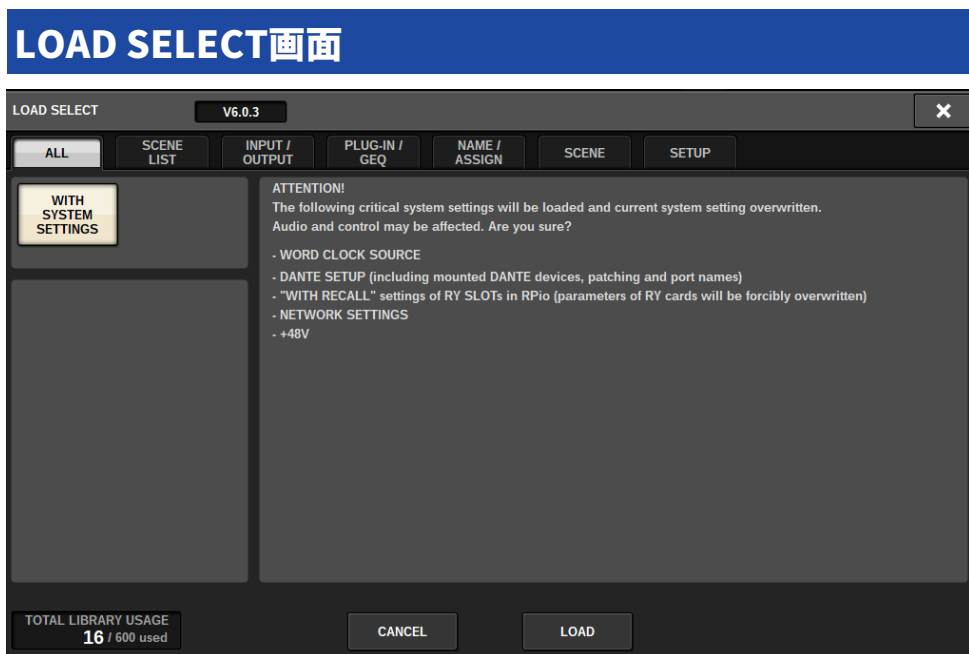 LOAD SELECT画面
LOAD SELECT
V6.0.3
ALL
SCENE
LIST
INPUT /
OUTPUT
PLUG-IN /
GEQ
NAME /
ASSIGN
SCENE
SETUP
WITH
SYSTEM
SETTINGS
ATTENTION!
The following critical system settings will be loaded and current system setting overwritten.
Audio and control may be affected. Are you sure?
- WORD CLOCK SOURCE
- DANTE SETUP (including mounted DANTE devices, patching and port names)
- "WITH RECALL" settings of RY SLOTs in RPio (parameters of RY cards will be forcibly overwritten)
- NETWORK SETTINGS
- +48V
TOTAL LIBRARY USAGE
16 / 600 used
CANCEL
LOAD